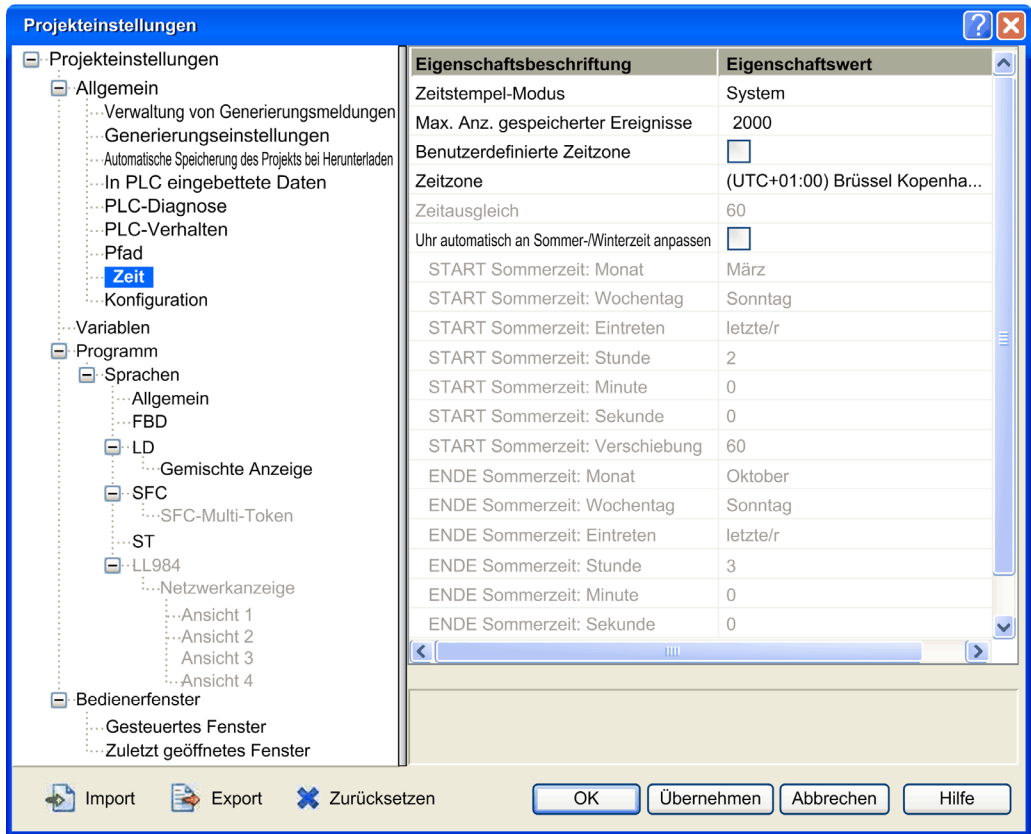 Projekteinstellungen
Projekteinstellungen
Allgemein
Verwaltung von Generierungsmeldungen
Generierungseinstellungen
Automatische Speicherung des Projekts bei Herunterladen
In PLC eingebettete Daten
PLC-Diagnose
PLC-Verhalten
Pfad
Zeit
Konfiguration
Variablen
Programm
Sprachen
Allgemein
FBD
LD
Gemischte Anzeige
SFC
SFC-Multi-Token
ST
LL984
Netzwerkanzeige
Ansicht 1
Ansicht 2
Ansicht 3
Ansicht 4
Bedienerfenster
Gesteuertes Fenster
Zuletzt geöffnetes Fenster
Eigenschaftsbeschriftung Eigenschaftswert
Zeitstempel-Modus System
Max. Anz. gespeicherter Ereignisse 2000
Benutzerdefinierte Zeitzone
Zeitzone (UTC+01:00) Brüssel Kopenha...
Zeitausgleich 60
Uhr automatisch an Sommer-/Winterzeit anpassen
START Sommerzeit: Monat März
START Sommerzeit: Wochentag Sonntag
START Sommerzeit: Eintreten letzte/r
START Sommerzeit: Stunde 2
START Sommerzeit: Minute 0
START Sommerzeit: Sekunde 0
START Sommerzeit: Verschiebung 60
ENDE Sommerzeit: Monat Oktober
ENDE Sommerzeit: Wochentag Sonntag
ENDE Sommerzeit: Eintreten letzte/r
ENDE Sommerzeit: Stunde 3
ENDE Sommerzeit: Minute 0
ENDE Sommerzeit: Sekunde 0
Import Export Zurücksetzen OK Übernehmen Abbrechen Hilfe